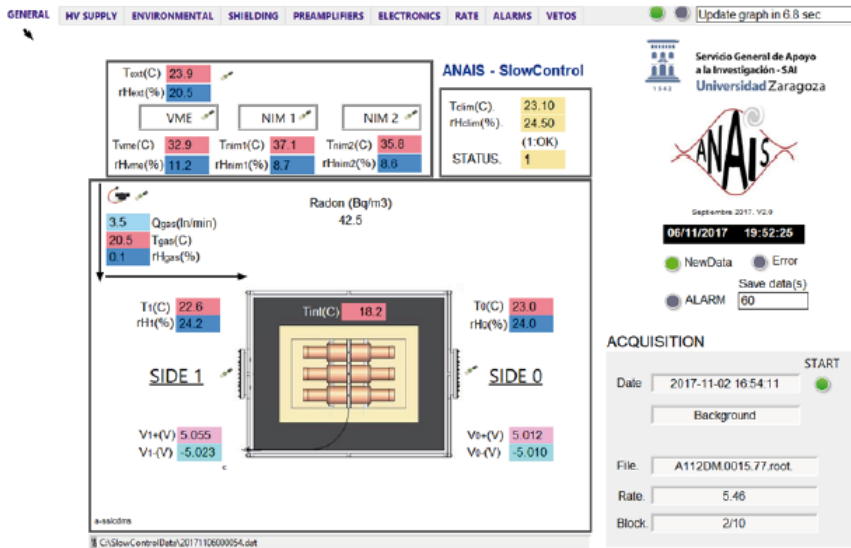 GENERAL HV SUPPLY ENVIRONMENTAL SHIELDING PREAMPLIFIERS ELECTRONICS RATE ALARMS VETOS
Update graph in 6.8 sec
Servicio General de Apoyo
a la Investigación - SAI
Universidad Zaragoza
1542
ANAIS - SlowControl
Text(C) 23.9
rHext(%) 20.5
VME NIM 1 NIM 2
Tvme(C) 32.9 Tnim1(C) 37.1 Tnim2(C) 35.8
rHvme(%) 11.2 rHnim1(%) 8.7 rHnim2(%) 8.6
Tclim(C). 23.10
rHclim(%). 24.50
(1:OK)
STATUS. 1
ANAIS
Septiembre 2017. V2.0
06/11/2017 19:52:25
NewData Error
Save data(s)
ALARM 60
Radon (Bq/m3)
42.5
3.5 Qgas(ln/min)
20.5 Tgas(C)
0.1 rHgas(%)
T1(C) 22.6
rH1(%) 24.2
Tint(C) 18.2
T0(C) 23.0
rH0(%) 24.0
SIDE 1
SIDE 0
V1+(V) 5.055
V1-(V) -5.023
c
V0+(V) 5.012
V0-(V) -5.010
a-sslcdms
C:\SlowControlData\20171106000054.dat
ACQUISITION
START
Date 2017-11-02 16:54:11
Background
File. A112DM.0015.77.root.
Rate. 5.46
Block. 2/10